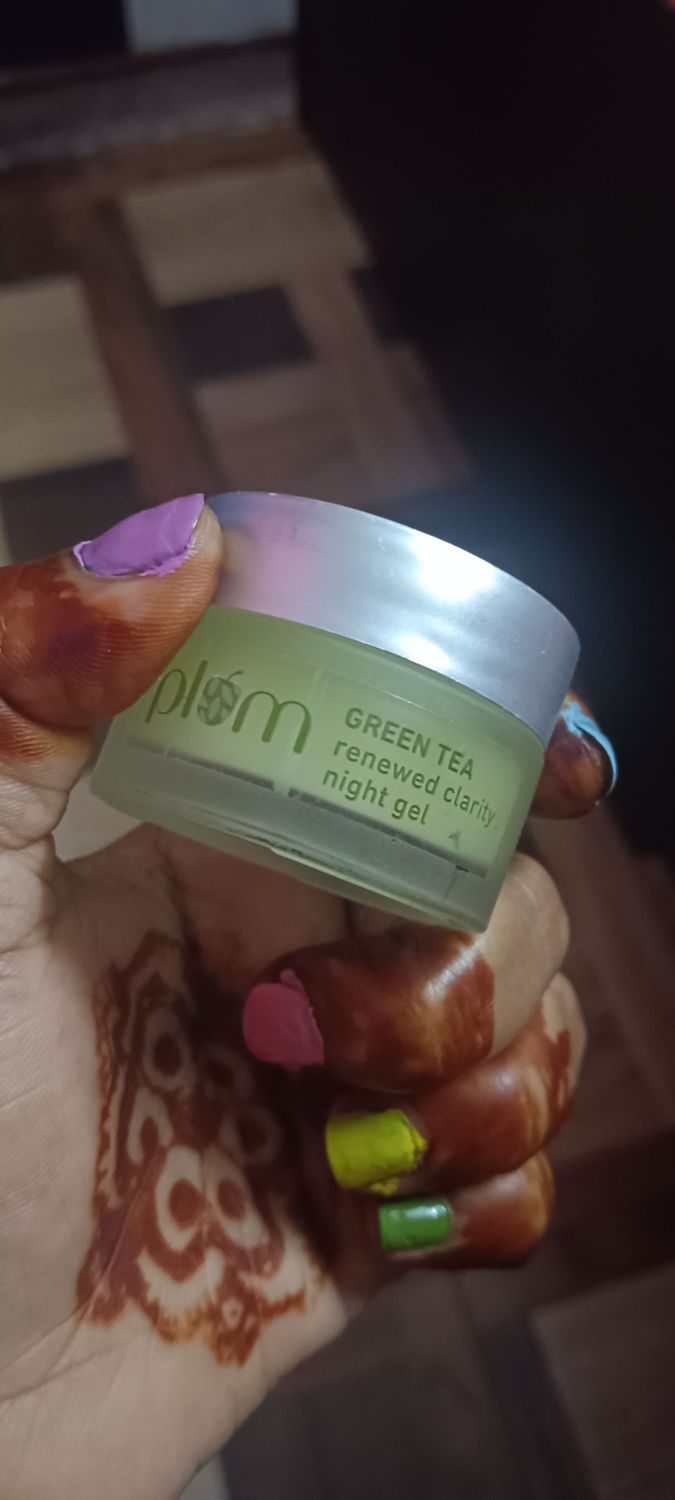 plum
GREEN TEA
renewed clarity
night gel